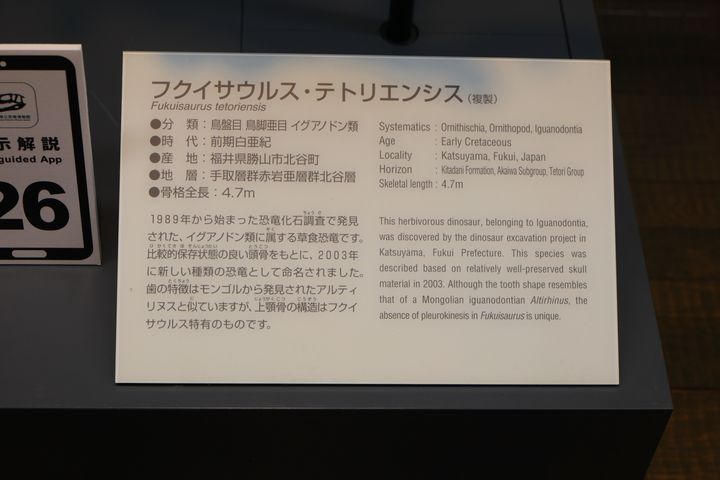 示解説
guided App
26
フクイサウルス・テトリエンシス(複製)
Fukuisaurus tetoriensis
●分　類：鳥盤目 鳥脚亜目 イグアノドン類
●時　代：前期白亜紀
●産　地：福井県勝山市北谷町
●地　層：手取層群赤岩亜層群北谷層
●骨格全長：4.7m
1989年から始まった恐竜化石調査で発見
された、イグアノドン類に属する草食恐竜です。
比較的保存状態の良い頭骨をもとに、2003年
に新しい種類の恐竜として命名されました。
歯の特徴はモンゴルから発見されたアルティ
リヌスと似ていますが、上顎骨の構造はフクイ
サウルス特有のものです。
Systematics : Ornithischia, Ornithopod, Iguanodontia
Age : Early Cretaceous
Locality : Katsuyama, Fukui, Japan
Horizon : Kitadani Formation, Akaiwa Subgroup, Tetori Group
Skeletal length : 4.7m
This herbivorous dinosaur, belonging to Iguanodontia,
was discovered by the dinosaur excavation project in
Katsuyama, Fukui Prefecture. This species was
described based on relatively well-preserved skull
material in 2003. Although the tooth shape resembles
that of a Mongolian iguanodontian Altirhinus, the
absence of pleurokinesis in Fukuisaurus is unique.